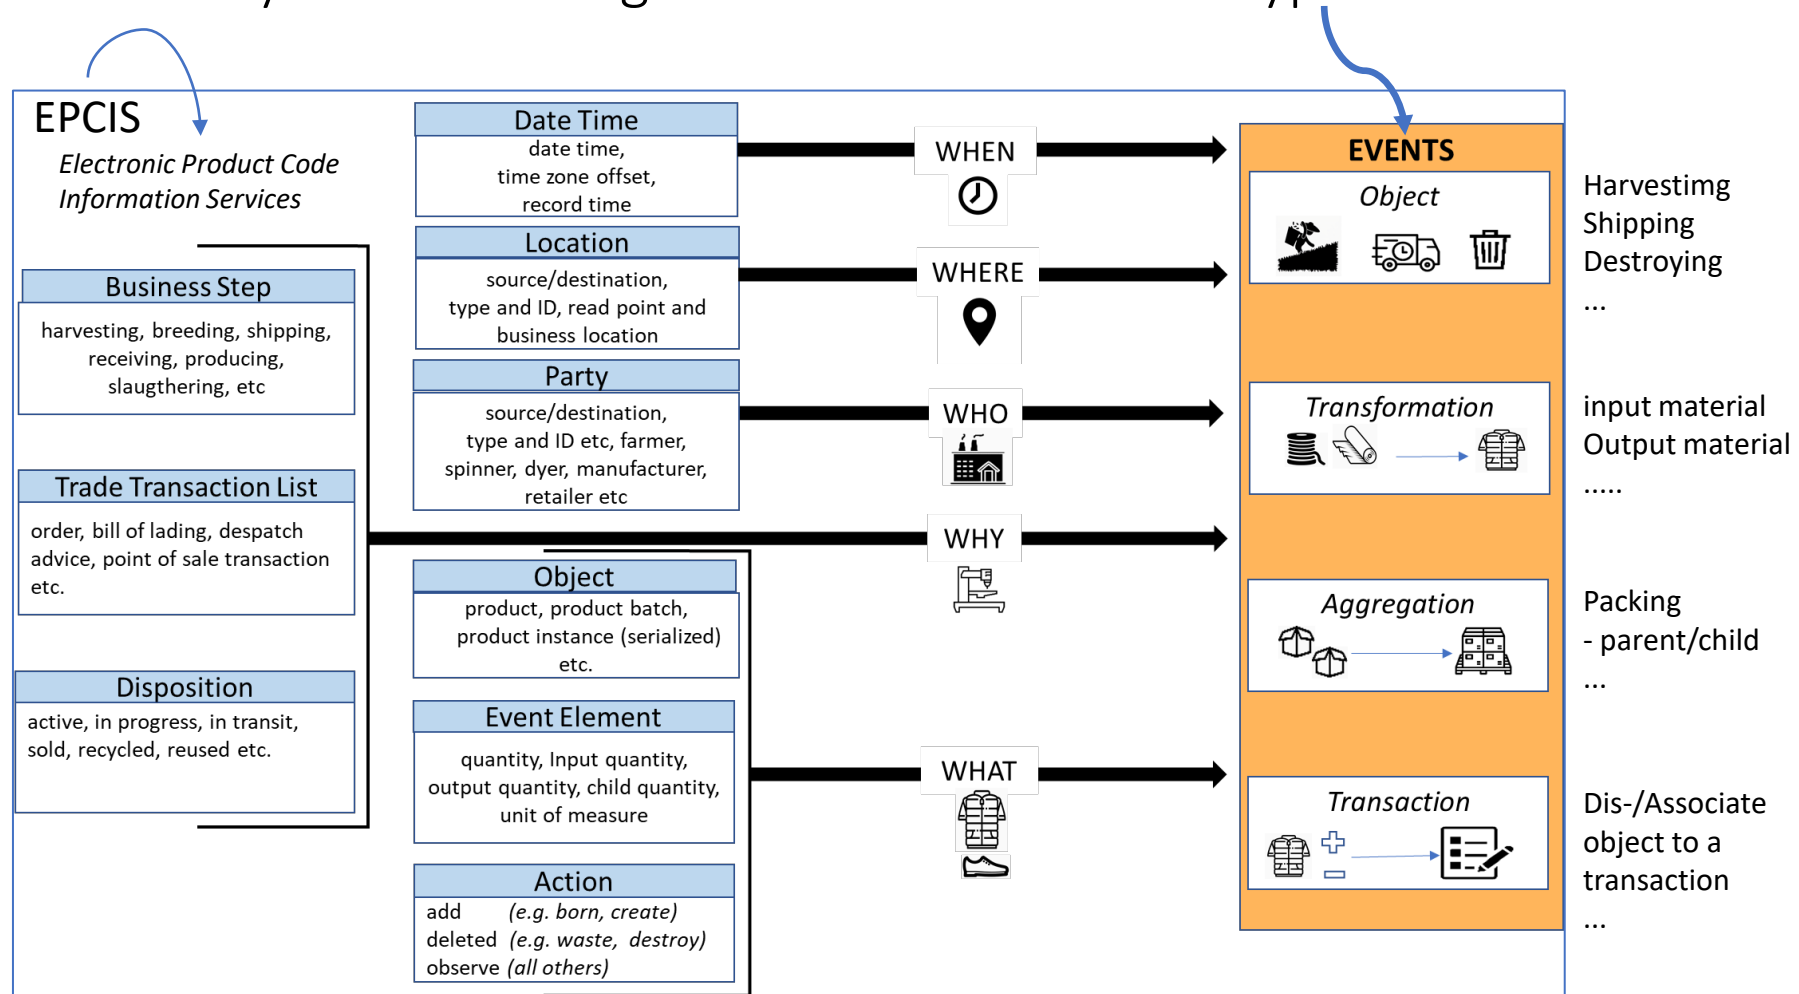 EPCIS
Electronic Product Code
Information Services
Business Step
harvesting, breeding, shipping,
receiving, producing,
slaugthering, etc
Trade Transaction List
order, bill of lading, despatch
advice, point of sale transaction
etc.
Disposition
active, in progress, in transit,
sold, recycled, reused etc.
Date Time
date time,
time zone offset,
record time
Location
source/destination,
type and ID, read point and
business location
Party
source/destination,
type and ID etc, farmer,
spinner, dyer, manufacturer,
retailer etc
Object
product, product batch,
product instance (serialized)
etc.
Event Element
quantity, Input quantity,
output quantity, child quantity,
unit of measure
Action
add (e.g. born, create)
deleted (e.g. waste, destroy)
observe (all others)
WHEN
WHERE
WHO
WHY
WHAT
EVENTS
Object
Transformation
Aggregation
Transaction
Harvestimg
Shipping
Destroying
...
input material
Output material
.....
Packing
- parent/child
...
Dis-/Associate
object to a
transaction
...